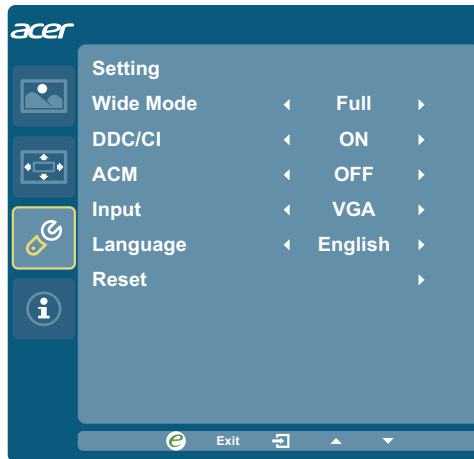 acer
Setting
Wide Mode Full
DDC/CI ON
ACM OFF
Input VGA
Language English
Reset
e Exit